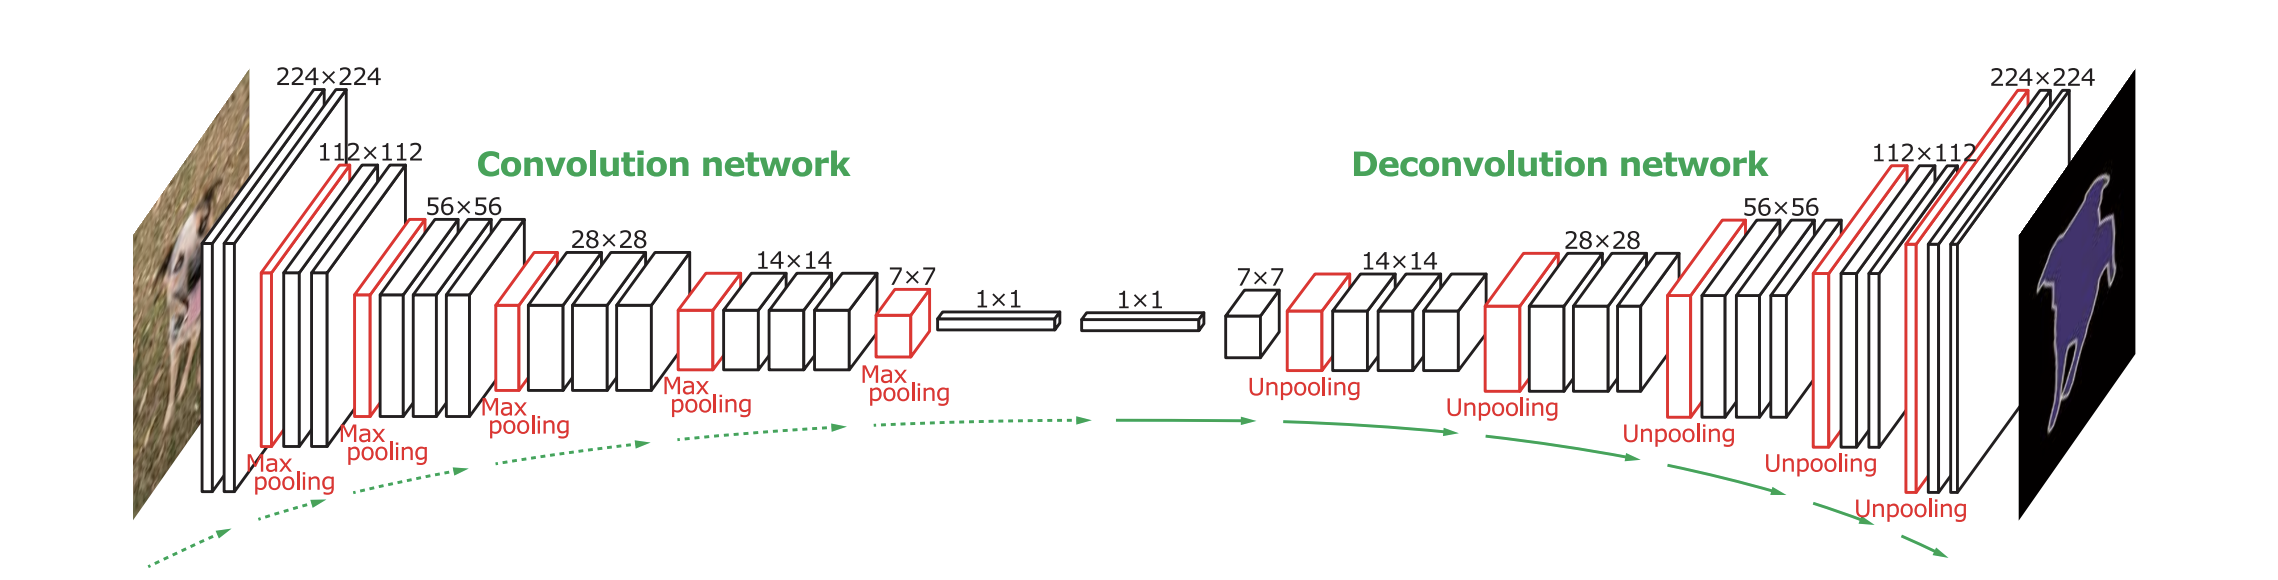 224×224
112×112
56×56
28×28
14×14
7×7
1×1
1×1
7×7
14×14
28×28
56×56
112×112
224×224
Convolution network
Deconvolution network
Max
pooling
Max
pooling
Max
pooling
Max
pooling
Max
pooling
Unpooling
Unpooling
Unpooling
Unpooling
Unpooling